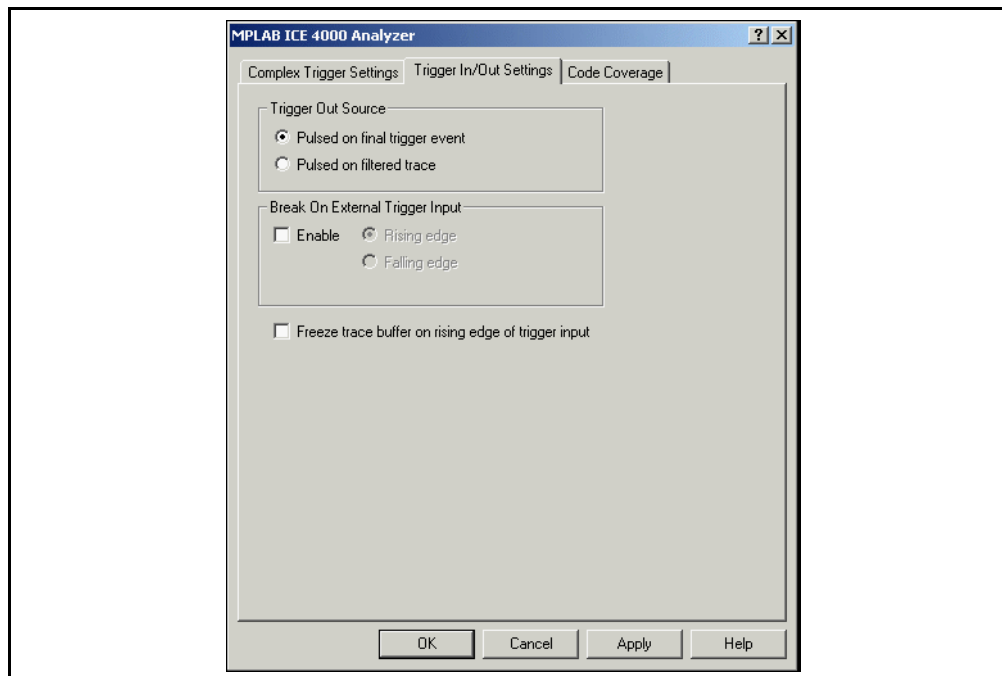 MPLAB ICE 4000 Analyzer
Complex Trigger Settings Trigger In/Out Settings Code Coverage
Trigger Out Source
Pulsed on final trigger event
Pulsed on filtered trace
Break On External Trigger Input
Enable Rising edge
Falling edge
Freeze trace buffer on rising edge of trigger input
OK Cancel Apply Help